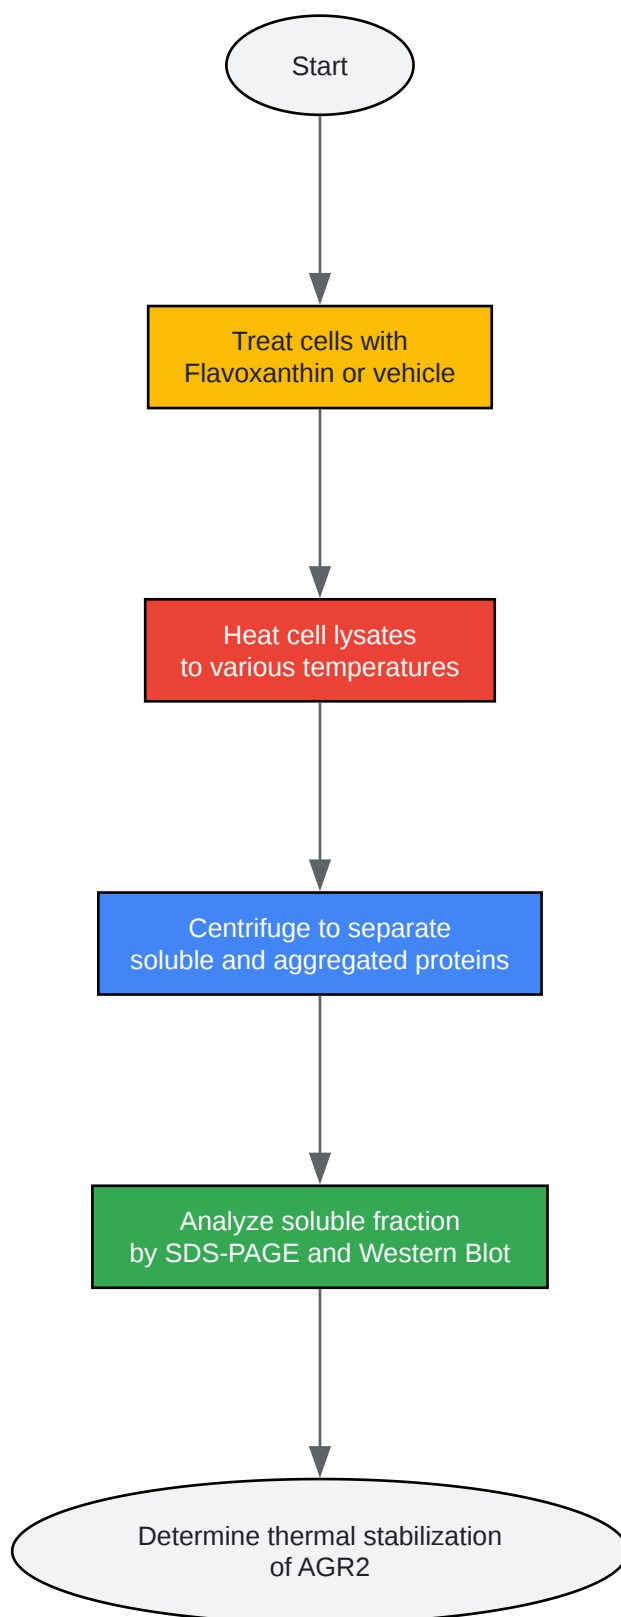 Start
Treat cells with
Flavoxanthin or vehicle
Heat cell lysates
to various temperatures
Centrifuge to separate
soluble and aggregated proteins
Analyze soluble fraction
by SDS-PAGE and Western Blot
Determine thermal stabilization
of AGR2